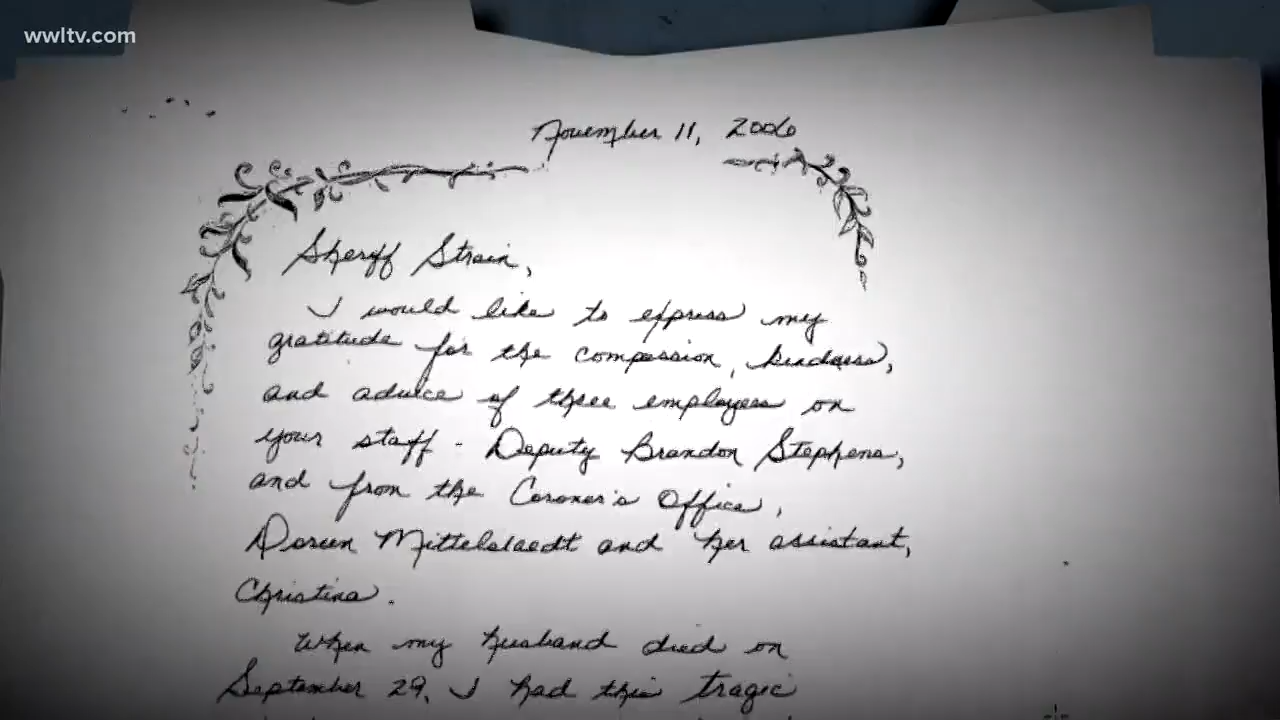 wwltv.com
November 11, 2006
Sheriff Strain,
I would like to express my
gratitude for the compassion, kindness,
and advice of three employees on
your staff - Deputy Brandon Stephens,
and from the Coroner's Office,
Doreen Mittelstaedt and her assistant,
Christina.
When my husband died on
September 29, I had this tragic